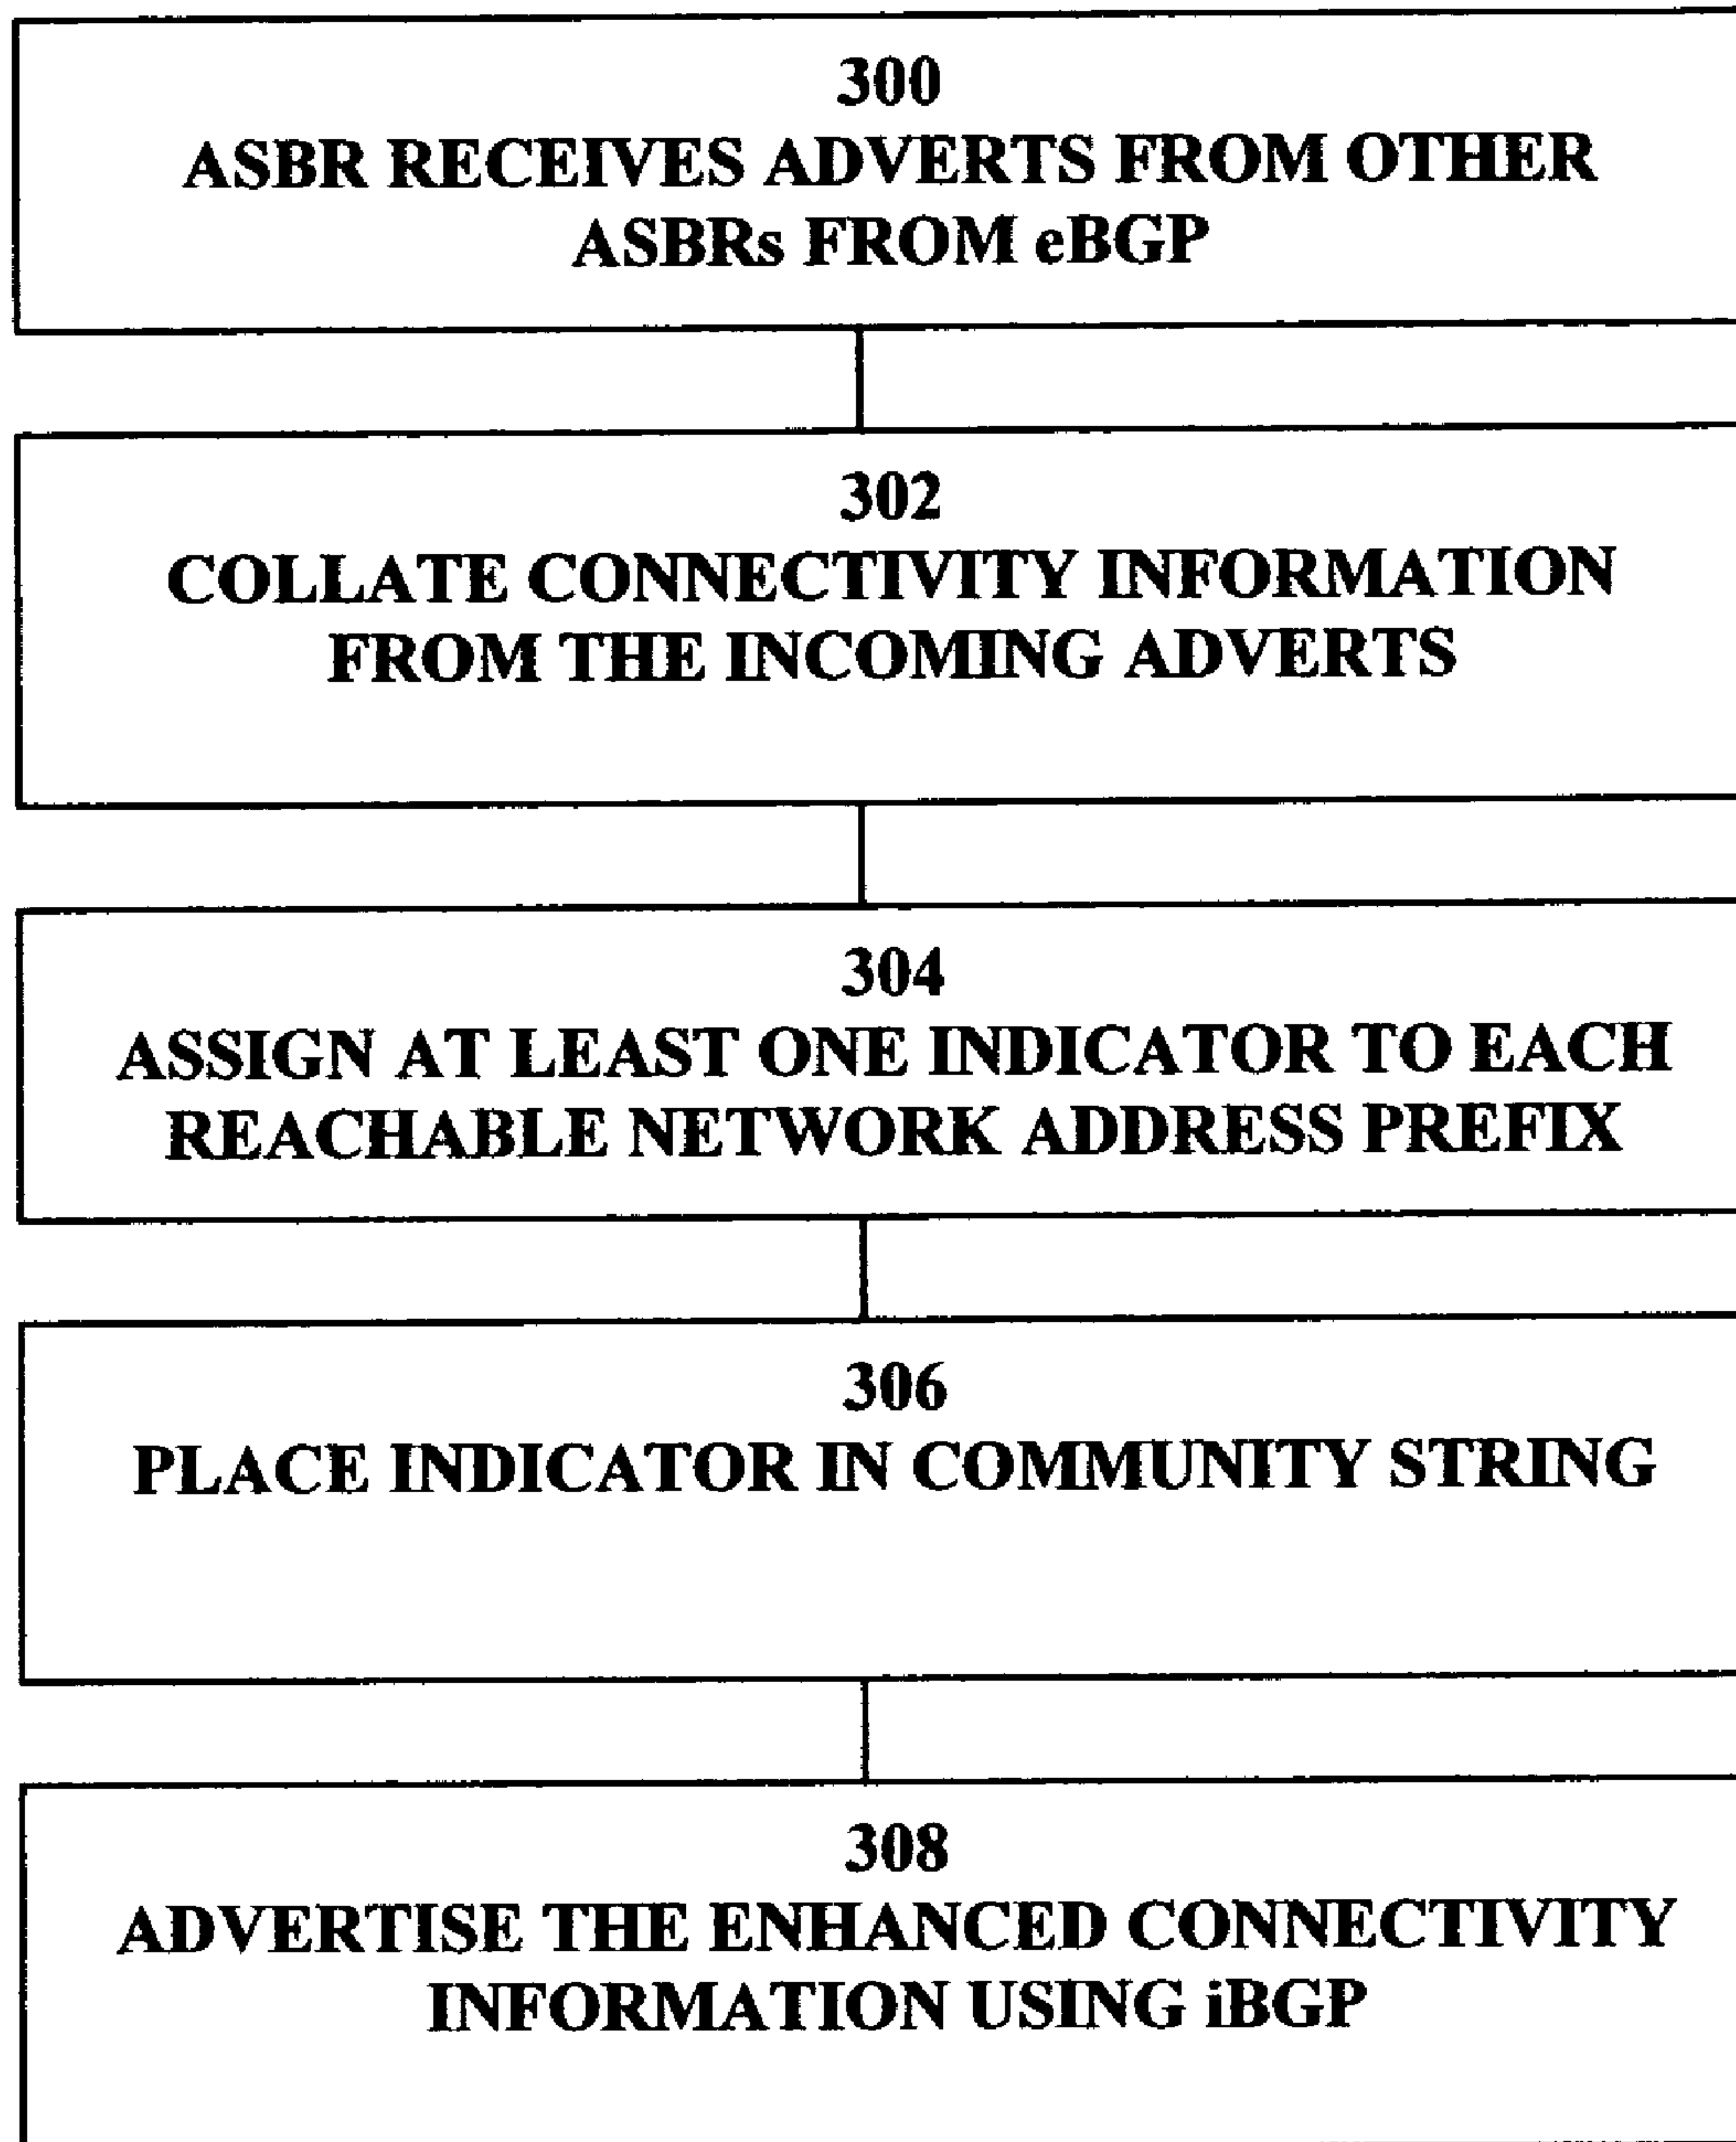 300
ASBR RECEIVES ADVERTS FROM OTHER
ASBRs FROM eBGP
302
COLLATE CONNECTIVITY INFORMATION
FROM THE INCOMING ADVERTS
304
ASSIGN AT LEAST ONE INDICATOR TO EACH
REACHABLE NETWORK ADDRESS PREFIX
306
PLACE INDICATOR IN COMMUNITY STRING
308
ADVERTISE THE ENHANCED CONNECTIVITY
INFORMATION USING iBGP